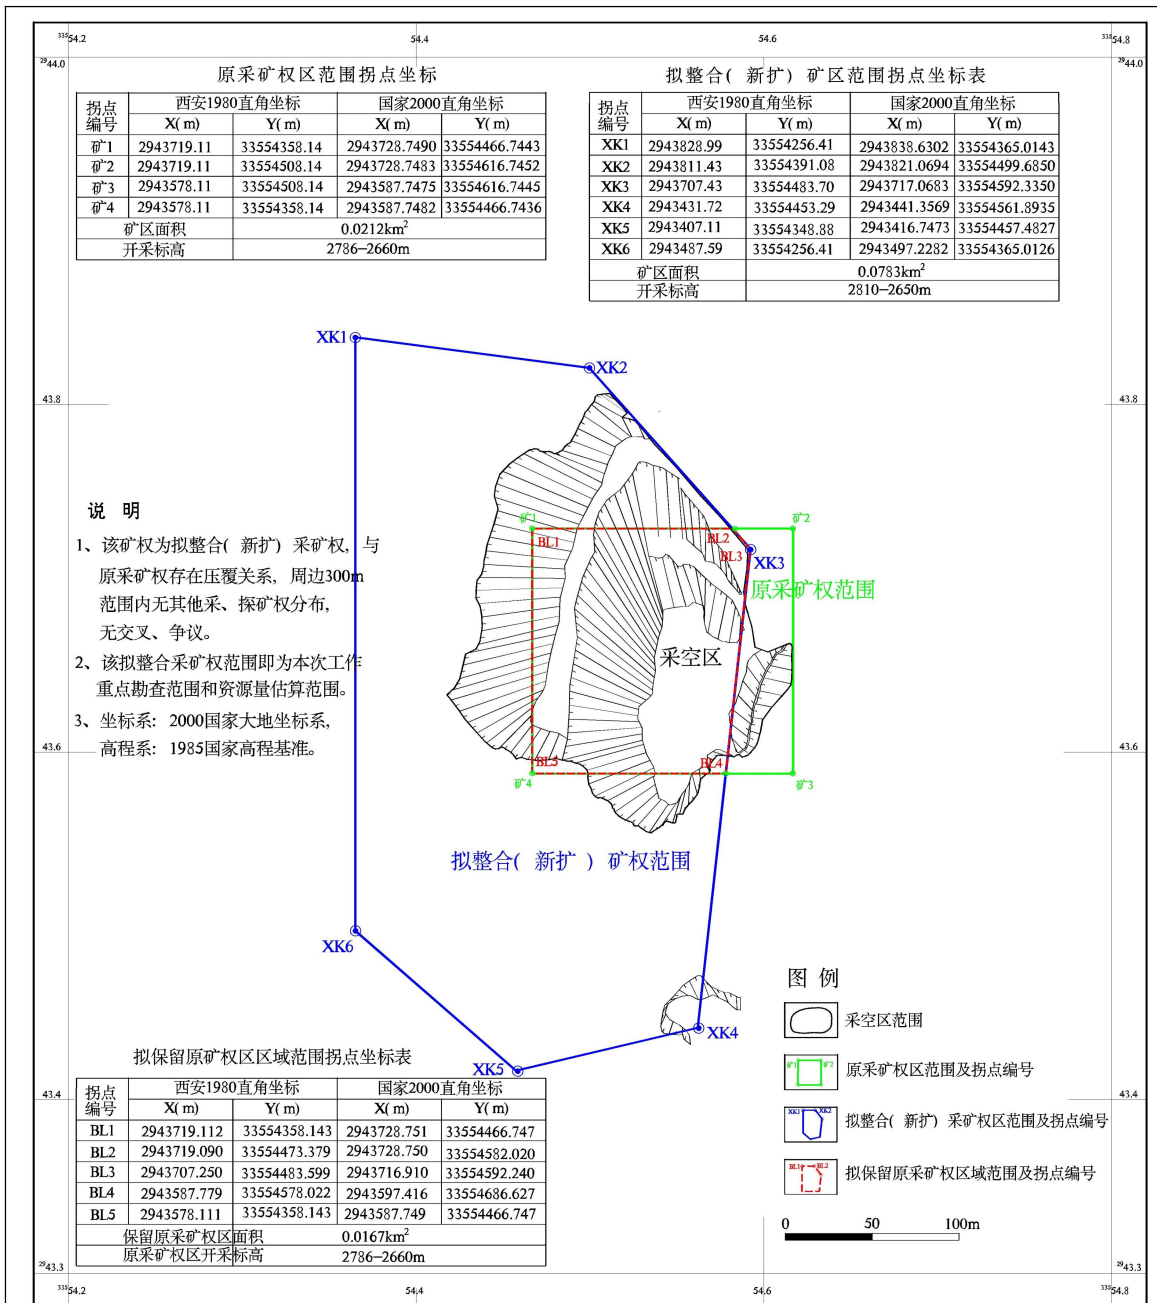 33554.2 54.4 54.6 33554.8
2944.0 2944.0
原采矿权区范围拐点坐标
拐点编号 西安1980直角坐标 国家2000直角坐标
X( m) Y( m) X( m) Y( m)
矿1 2943719.11 33554358.14 2943728.7490 33554466.7443
矿2 2943719.11 33554508.14 2943728.7483 33554616.7452
矿3 2943578.11 33554508.14 2943587.7475 33554616.7445
矿4 2943578.11 33554358.14 2943587.7482 33554466.7436
矿区面积 0.0212km²
开采标高 2786-2660m
拟整合( 新扩) 矿区范围拐点坐标表
拐点编号 西安1980直角坐标 国家2000直角坐标
X( m) Y( m) X( m) Y( m)
XK1 2943828.99 33554256.41 2943838.6302 33554365.0143
XK2 2943811.43 33554391.08 2943821.0694 33554499.6850
XK3 2943707.43 33554483.70 2943717.0683 33554592.3350
XK4 2943431.72 33554453.29 2943441.3569 33554561.8935
XK5 2943407.11 33554348.88 2943416.7473 33554457.4827
XK6 2943487.59 33554256.41 2943497.2282 33554365.0126
矿区面积 0.0783km²
开采标高 2810-2650m
XK1
XK2
43.8 43.8
说 明
1、该矿权为拟整合( 新扩) 采矿权, 与
原采矿权存在压覆关系, 周边300m
范围内无其他采、探矿权分布,
无交叉、争议。
2、该拟整合采矿权范围即为本次工作
重点勘查范围和资源量估算范围。
3、坐标系: 2000国家大地坐标系,
高程系: 1985国家高程基准。
矿1 矿2
BL1 BL2
BL3 XK3
原采矿权范围
采空区
43.6 43.6
BL5 BL4
矿4 矿3
拟整合( 新扩 ) 矿权范围
XK6
XK4
XK5
图 例
采空区范围
矿1 矿2
原采矿权区范围及拐点编号
XK1 XK2
拟整合( 新扩) 采矿权区范围及拐点编号
BL1 BL2
拟保留原采矿权区域范围及拐点编号
0 50 100m
43.4 43.4
拟保留原矿权区区域范围拐点坐标表
拐点编号 西安1980直角坐标 国家2000直角坐标
X( m) Y( m) X( m) Y( m)
BL1 2943719.112 33554358.143 2943728.751 33554466.747
BL2 2943719.090 33554473.379 2943728.750 33554582.020
BL3 2943707.250 33554483.599 2943716.910 33554592.240
BL4 2943587.779 33554578.022 2943597.416 33554686.627
BL5 2943578.111 33554358.143 2943587.749 33554466.747
保留原采矿权区面积 0.0167km²
原采矿权区开采标高 2786-2660m
2943.3 2943.3
33554.2 54.4 54.6 33554.8